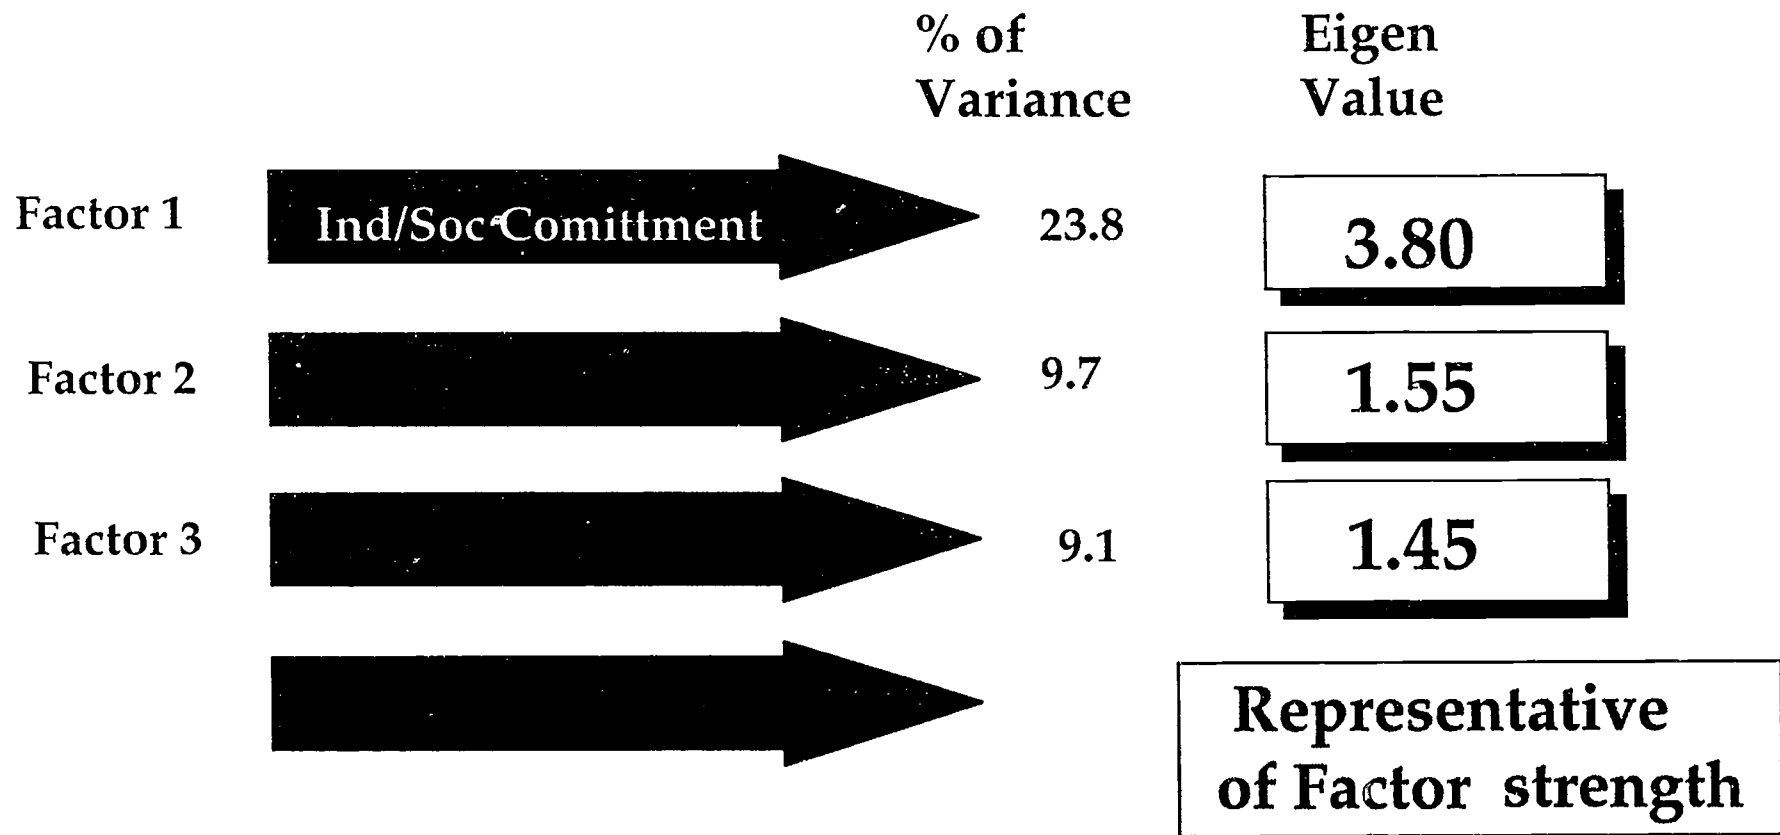 % of Variance
Eigen Value
Factor 1 Ind/Soc Comittment 23.8 3.80
Factor 2 9.7 1.55
Factor 3 9.1 1.45
Representative
of Factor strength